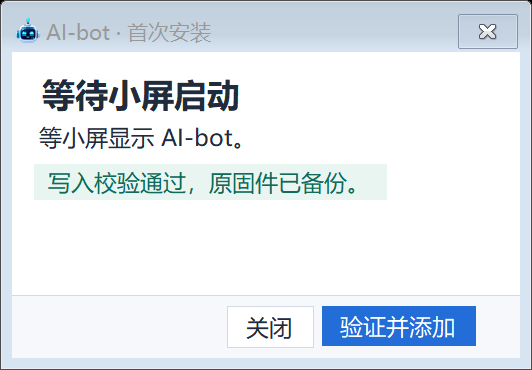 AI-bot · 首次安装
等待小屏启动
等小屏显示 AI-bot。
写入校验通过，原固件已备份。
关闭
验证并添加